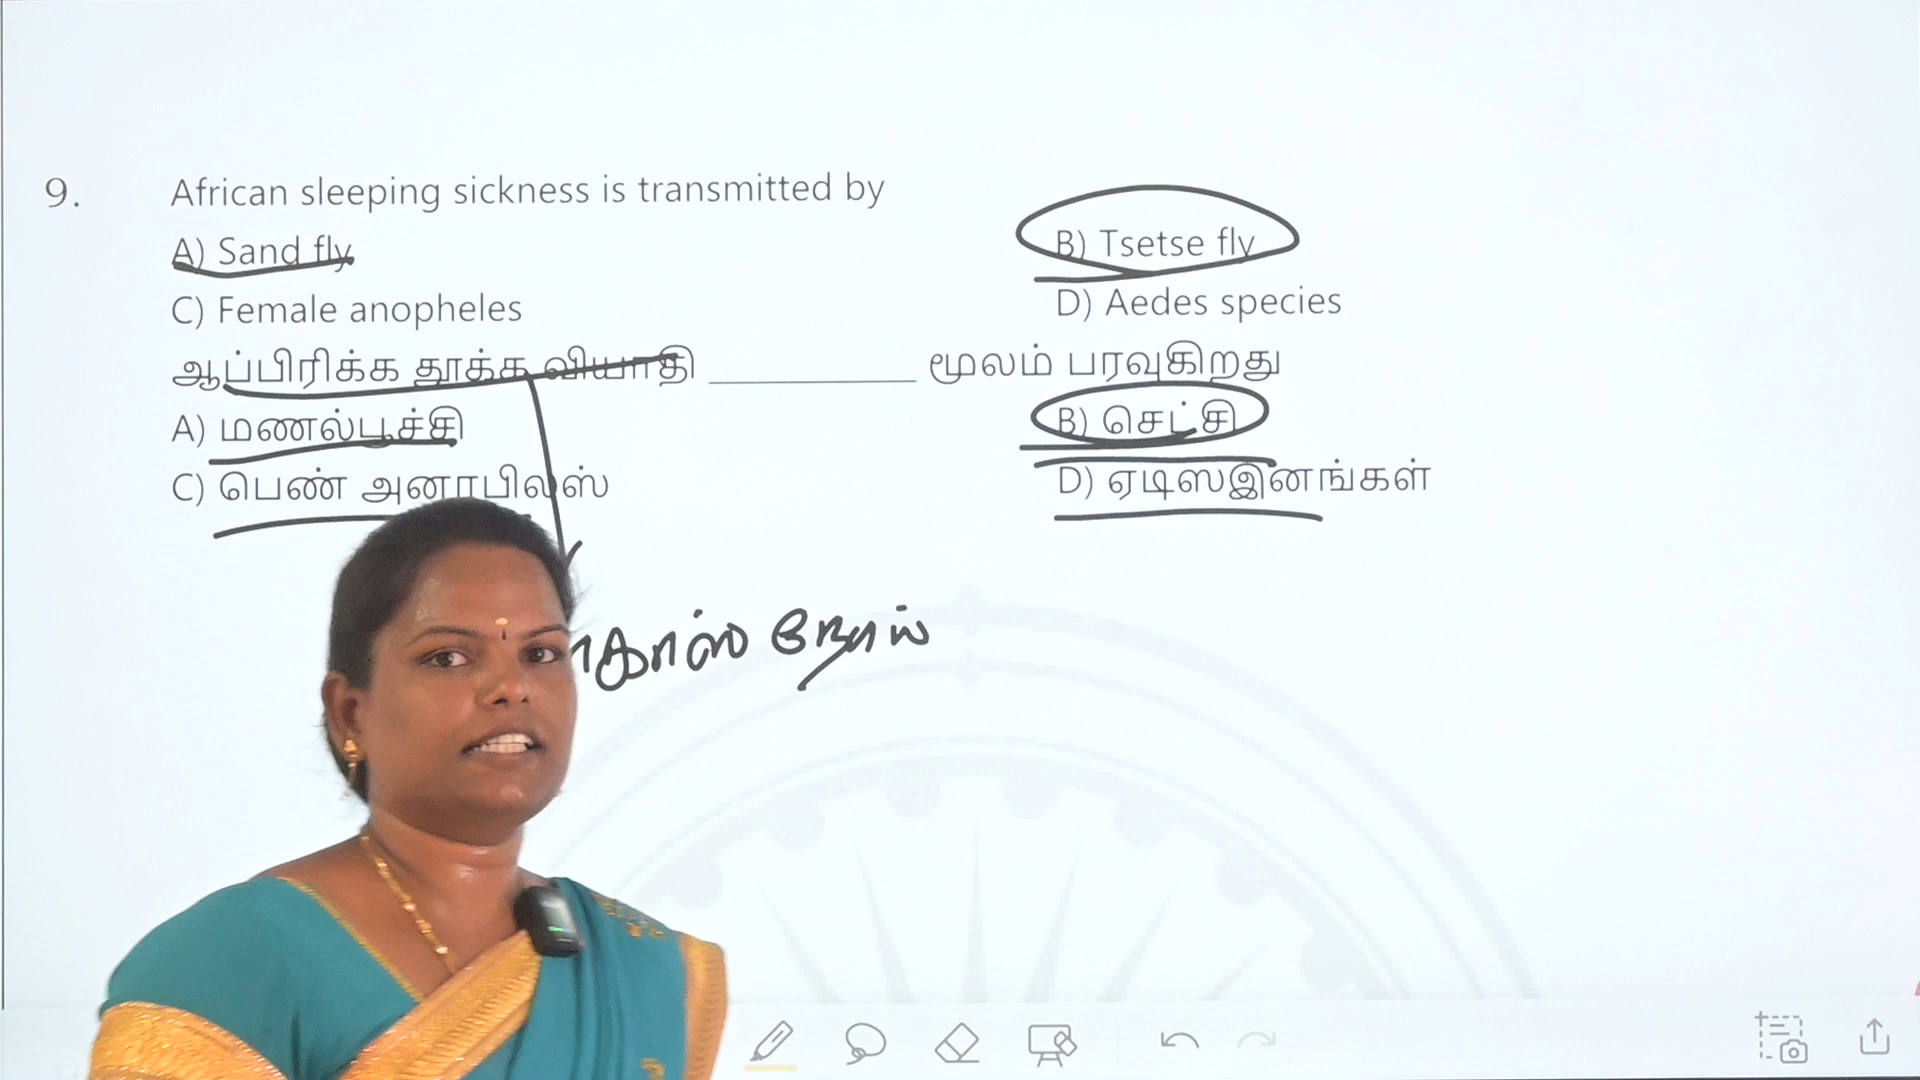 9. African sleeping sickness is transmitted by
A) Sand fly B) Tsetse fly
C) Female anopheles D) Aedes species
ஆப்பிரிக்க தூக்க வியாதி __________ மூலம் பரவுகிறது
A) மணல்பூச்சி B) செட்சி
C) பெண் அனாபிலஸ் D) ஏடிஸ்இனங்கள்
நோய்